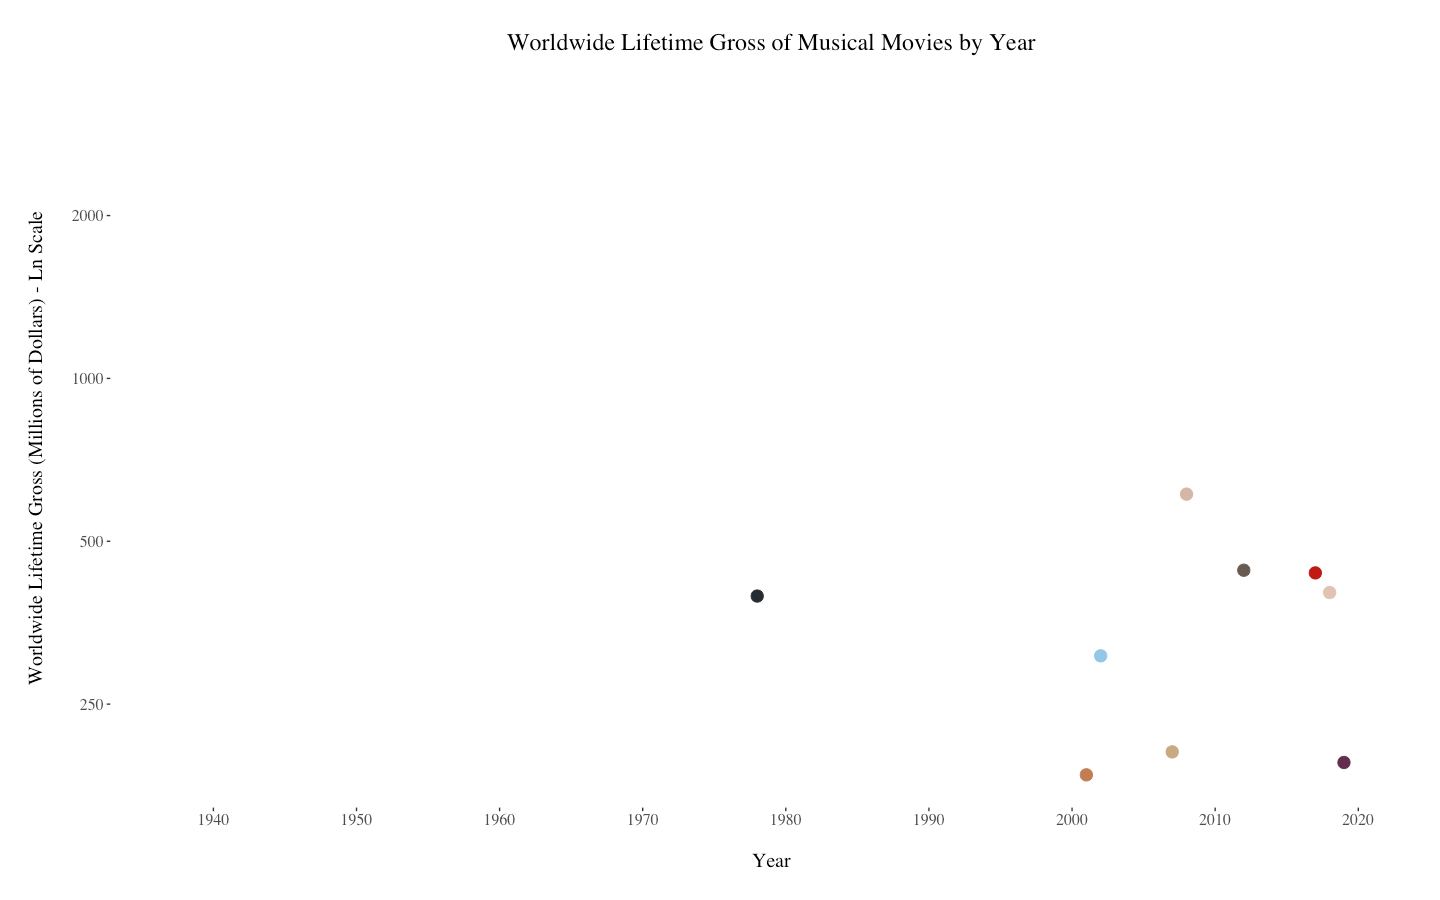 Worldwide Lifetime Gross of Musical Movies by Year
Worldwide Lifetime Gross (Millions of Dollars) - Ln Scale
2000
1000
500
250
1940 1950 1960 1970 1980 1990 2000 2010 2020
Year